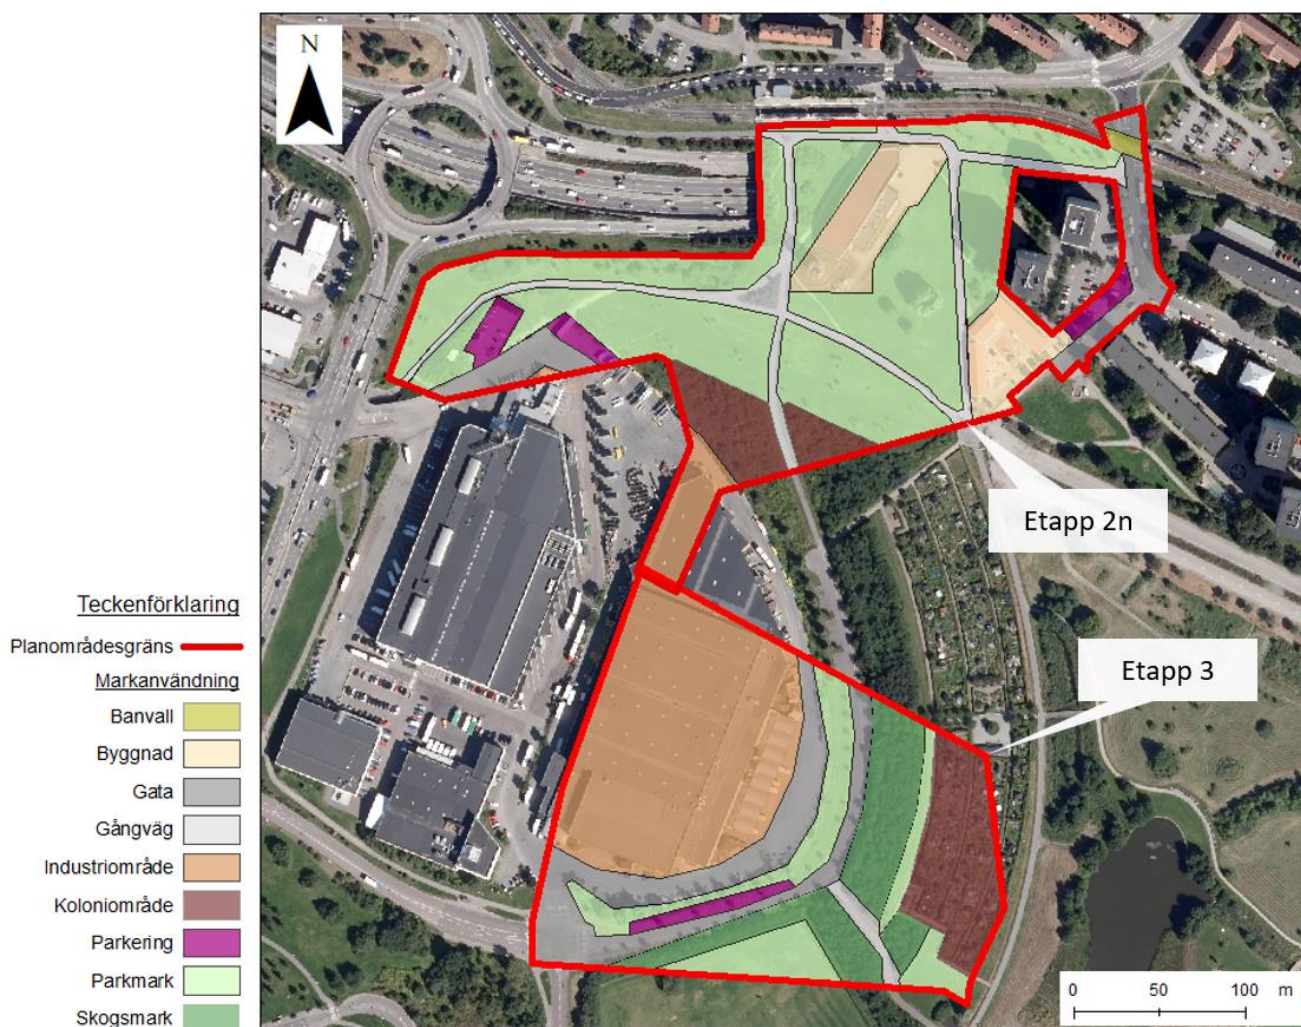 N
Etapp 2n
Etapp 3
Teckenförklaring
Planområdesgräns
Markanvändning
Banvall
Byggnad
Gata
Gångväg
Industriområde
Koloniområde
Parkering
Parkmark
Skogsmark
0 50 100 m